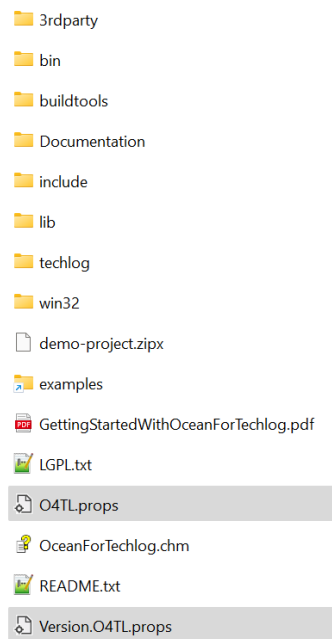 3rdparty
bin
buildtools
Documentation
include
lib
techlog
win32
demo-project.zipx
examples
GettingStartedWithOceanForTechlog.pdf
LGPL.txt
O4TL.props
OceanForTechlog.chm
README.txt
Version.O4TL.props